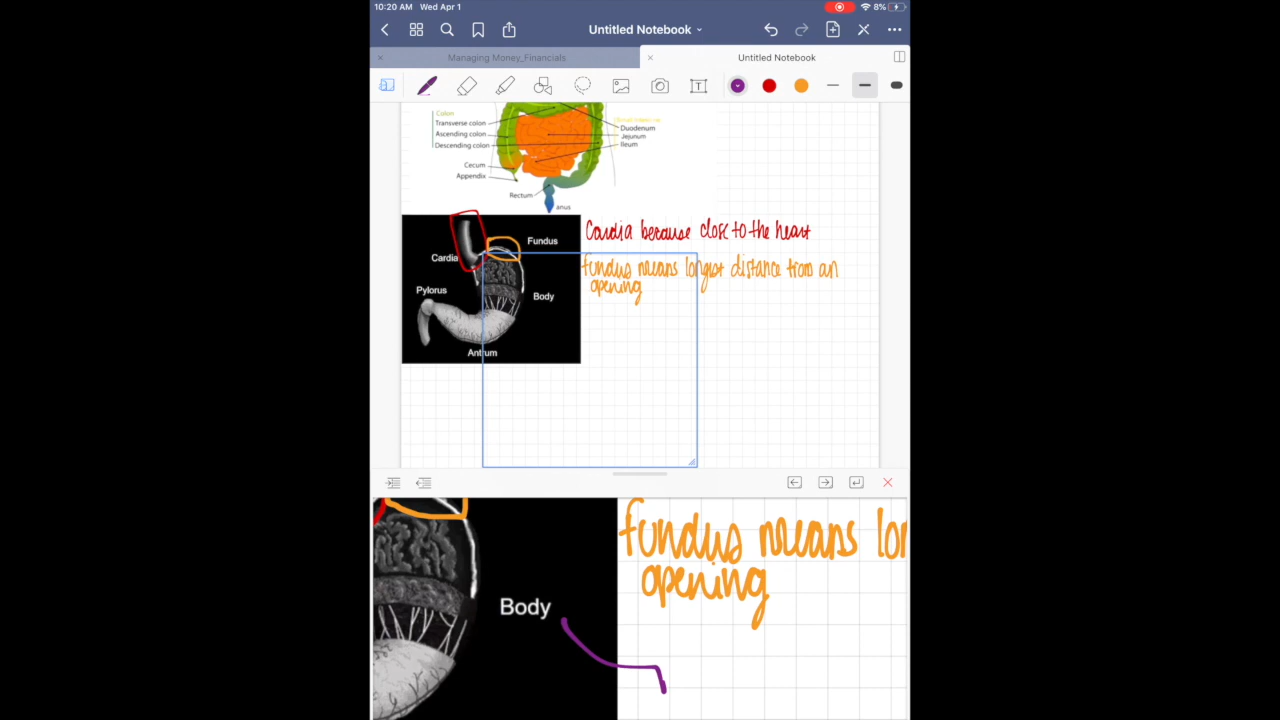 10:20 AM Wed Apr 1
8%
Untitled Notebook
Managing Money_Financials
Untitled Notebook
Colon
Transverse colon
Ascending colon
Descending colon
Cecum
Appendix
Rectum
anus
Duodenum
Jejunum
Ileum
Cardia
Fundus
Pylorus
Body
Antrum
Cardia because close to the heart
fundus means longest distance from an
opening
fundus means lon
opening
Body